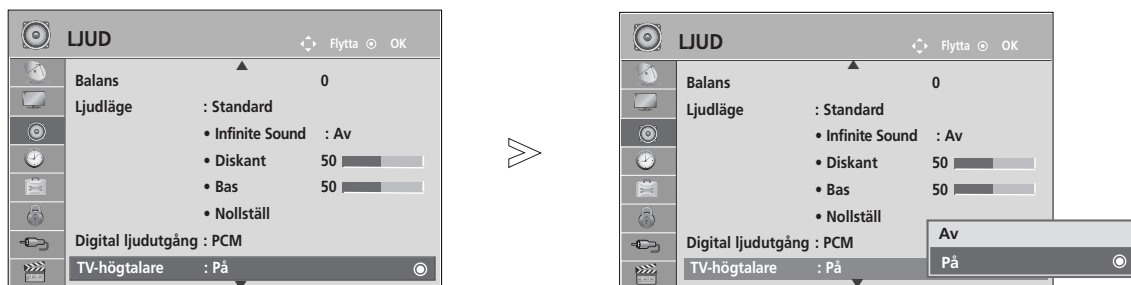 LJUD
Flytta OK
Balans 0
Ljudläge : Standard
• Infinite Sound : Av
• Diskant 50
• Bas 50
• Nollställ
Digital ljudutgång : PCM
TV-högtalare : På
LJUD
Flytta OK
Balans 0
Ljudläge : Standard
• Infinite Sound : Av
• Diskant 50
• Bas 50
• Nollställ
Digital ljudutgång : PCM
TV-högtalare : På
Av
På